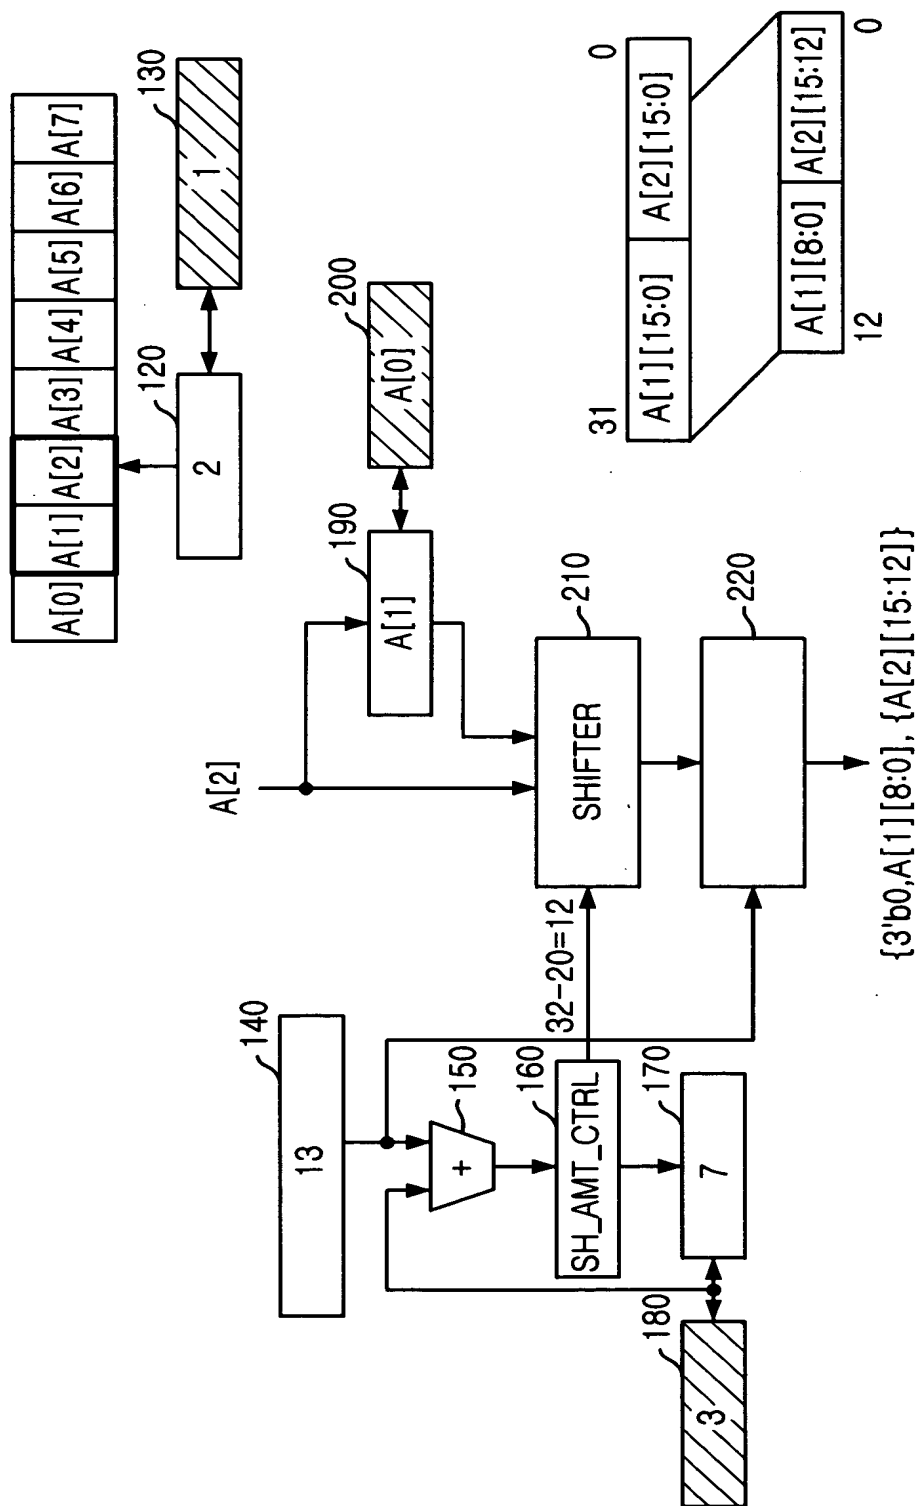 A[0] A[1] A[2] A[3] A[4] A[5] A[6] A[7]
120
2
130
1
A[2]
190
A[1]
200
A[0]
140
13
150
+
160
SH_AMT_CTRL
32-20=12
210
SHIFTER
170
7
180
3
220
{3'b0,A[1][8:0], {A[2][15:12]}
31
0
A[1][15:0] A[2][15:0]
A[1][8:0] A[2][15:12]
12
0